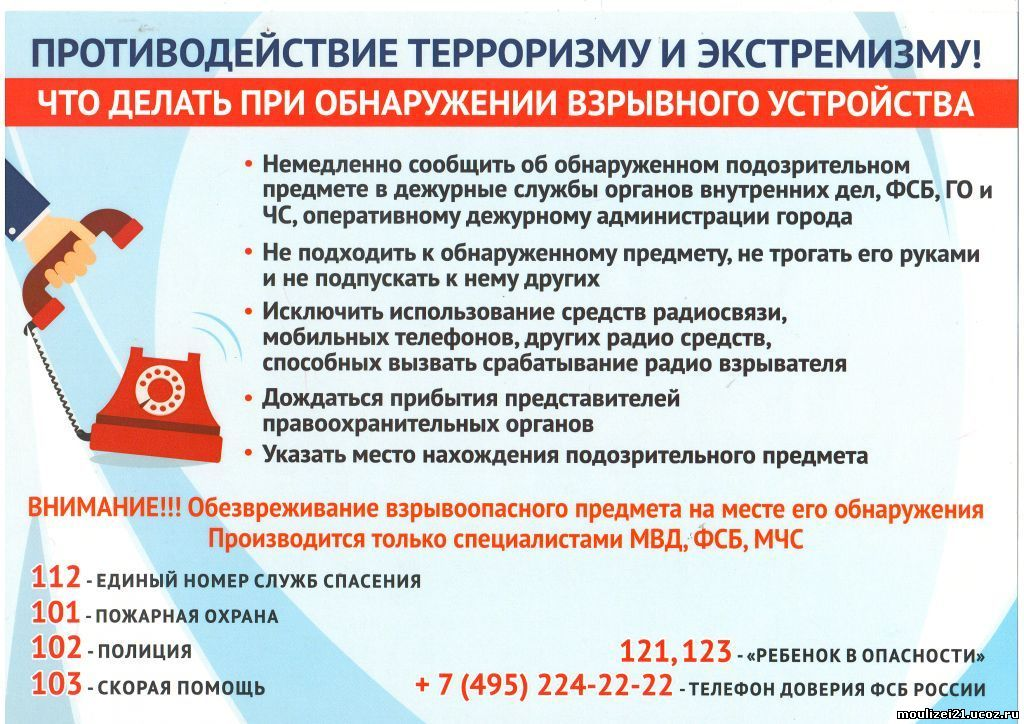 ПРОТИВОДЕЙСТВИЕ ТЕРРОРИЗМУ И ЭКСТРЕМИЗМУ!
ЧТО ДЕЛАТЬ ПРИ ОБНАРУЖЕНИИ ВЗРЫВНОГО УСТРОЙСТВА
• Немедленно сообщить об обнаруженном подозрительном
предмете в дежурные службы органов внутренних дел, ФСБ, ГО и
ЧС, оперативному дежурному администрации города
• Не подходить к обнаруженному предмету, не трогать его руками
и не подпускать к нему других
• Исключить использование средств радиосвязи,
мобильных телефонов, других радио средств,
способных вызвать срабатывание радио взрывателя
• Дождаться прибытия представителей
правоохранительных органов
• Указать место нахождения подозрительного предмета
ВНИМАНИЕ!!! Обезвреживание взрывоопасного предмета на месте его обнаружения
Производится только специалистами МВД, ФСБ, МЧС
112 - ЕДИНЫЙ НОМЕР СЛУЖБ СПАСЕНИЯ
101 - ПОЖАРНАЯ ОХРАНА
102 - ПОЛИЦИЯ
103 - СКОРАЯ ПОМОЩЬ
121, 123 - «РЕБЕНОК В ОПАСНОСТИ»
+ 7 (495) 224-22-22 - ТЕЛЕФОН ДОВЕРИЯ ФСБ РОССИИ
moulizei21.ucoz.ru